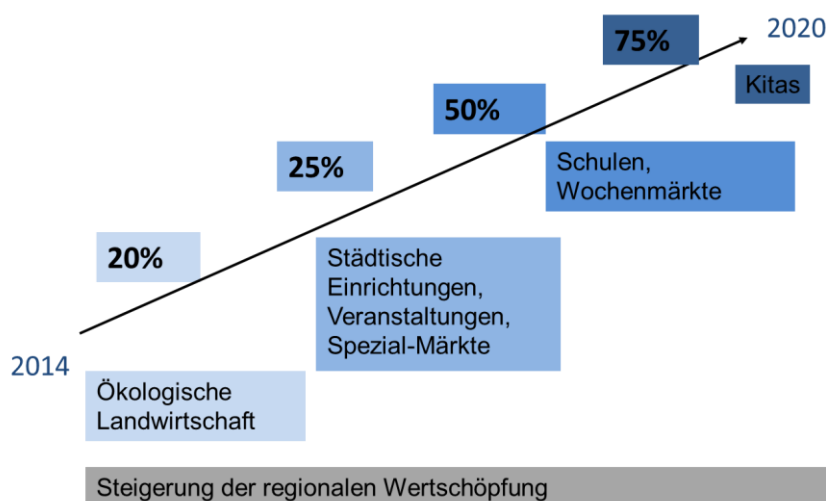 2020
75%
Kitas
50%
Schulen,
Wochenmärkte
25%
Städtische
Einrichtungen,
Veranstaltungen,
Spezial-Märkte
20%
2014
Ökologische
Landwirtschaft
Steigerung der regionalen Wertschöpfung